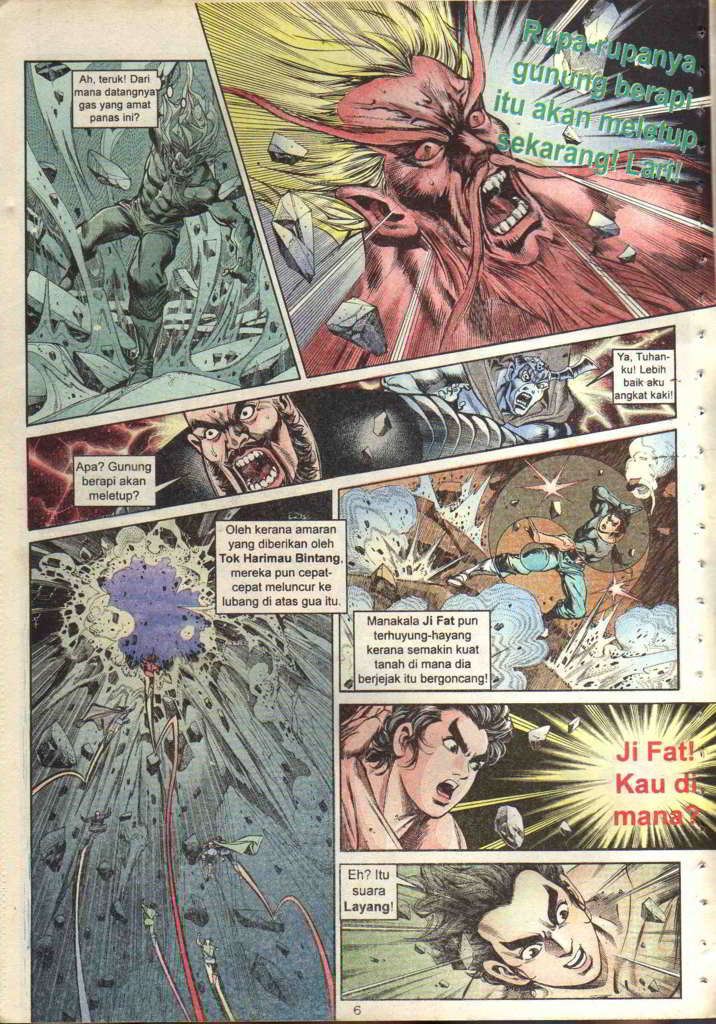 Ah, teruk! Dari
mana datangnya
gas yang amat
panas ini?
Rupa-rupanya
gunung berapi
itu akan meletup
sekarang! Lari!
Ya, Tuhan-
ku! Lebih
baik aku
angkat kaki!
Apa? Gunung
berapi akan
meletup?
Oleh kerana amaran
yang diberikan oleh
Tok Harimau Bintang,
mereka pun cepat-
cepat meluncur ke
lubang di atas gua itu.
Manakala Ji Fat pun
terhuyung-hayang
kerana semakin kuat
tanah di mana dia
berjejak itu bergoncang!
Ji Fat!
Kau di
mana?
Eh? Itu
suara
Layang!
6